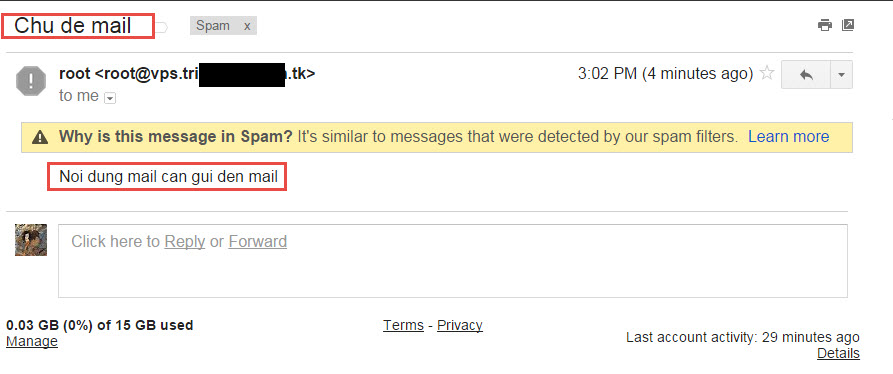 Chu de mail
Spam x
root <root@vps.tri .tk>
3:02 PM (4 minutes ago)
to me
Why is this message in Spam? It's similar to messages that were detected by our spam filters. Learn more
Noi dung mail can gui den mail
Click here to Reply or Forward
0.03 GB (0%) of 15 GB used
Manage
Terms - Privacy
Last account activity: 29 minutes ago
Details